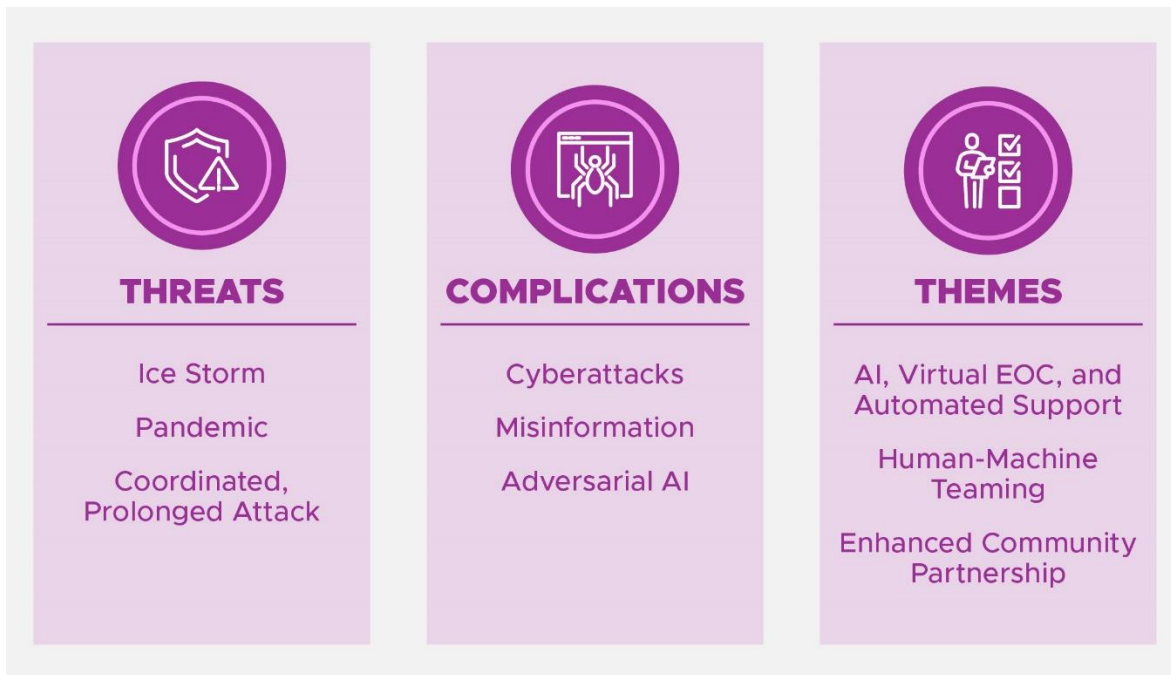 THREATS
Ice Storm
Pandemic
Coordinated,
Prolonged Attack
COMPLICATIONS
Cyberattacks
Misinformation
Adversarial AI
THEMES
AI, Virtual EOC, and
Automated Support
Human-Machine
Teaming
Enhanced Community
Partnership